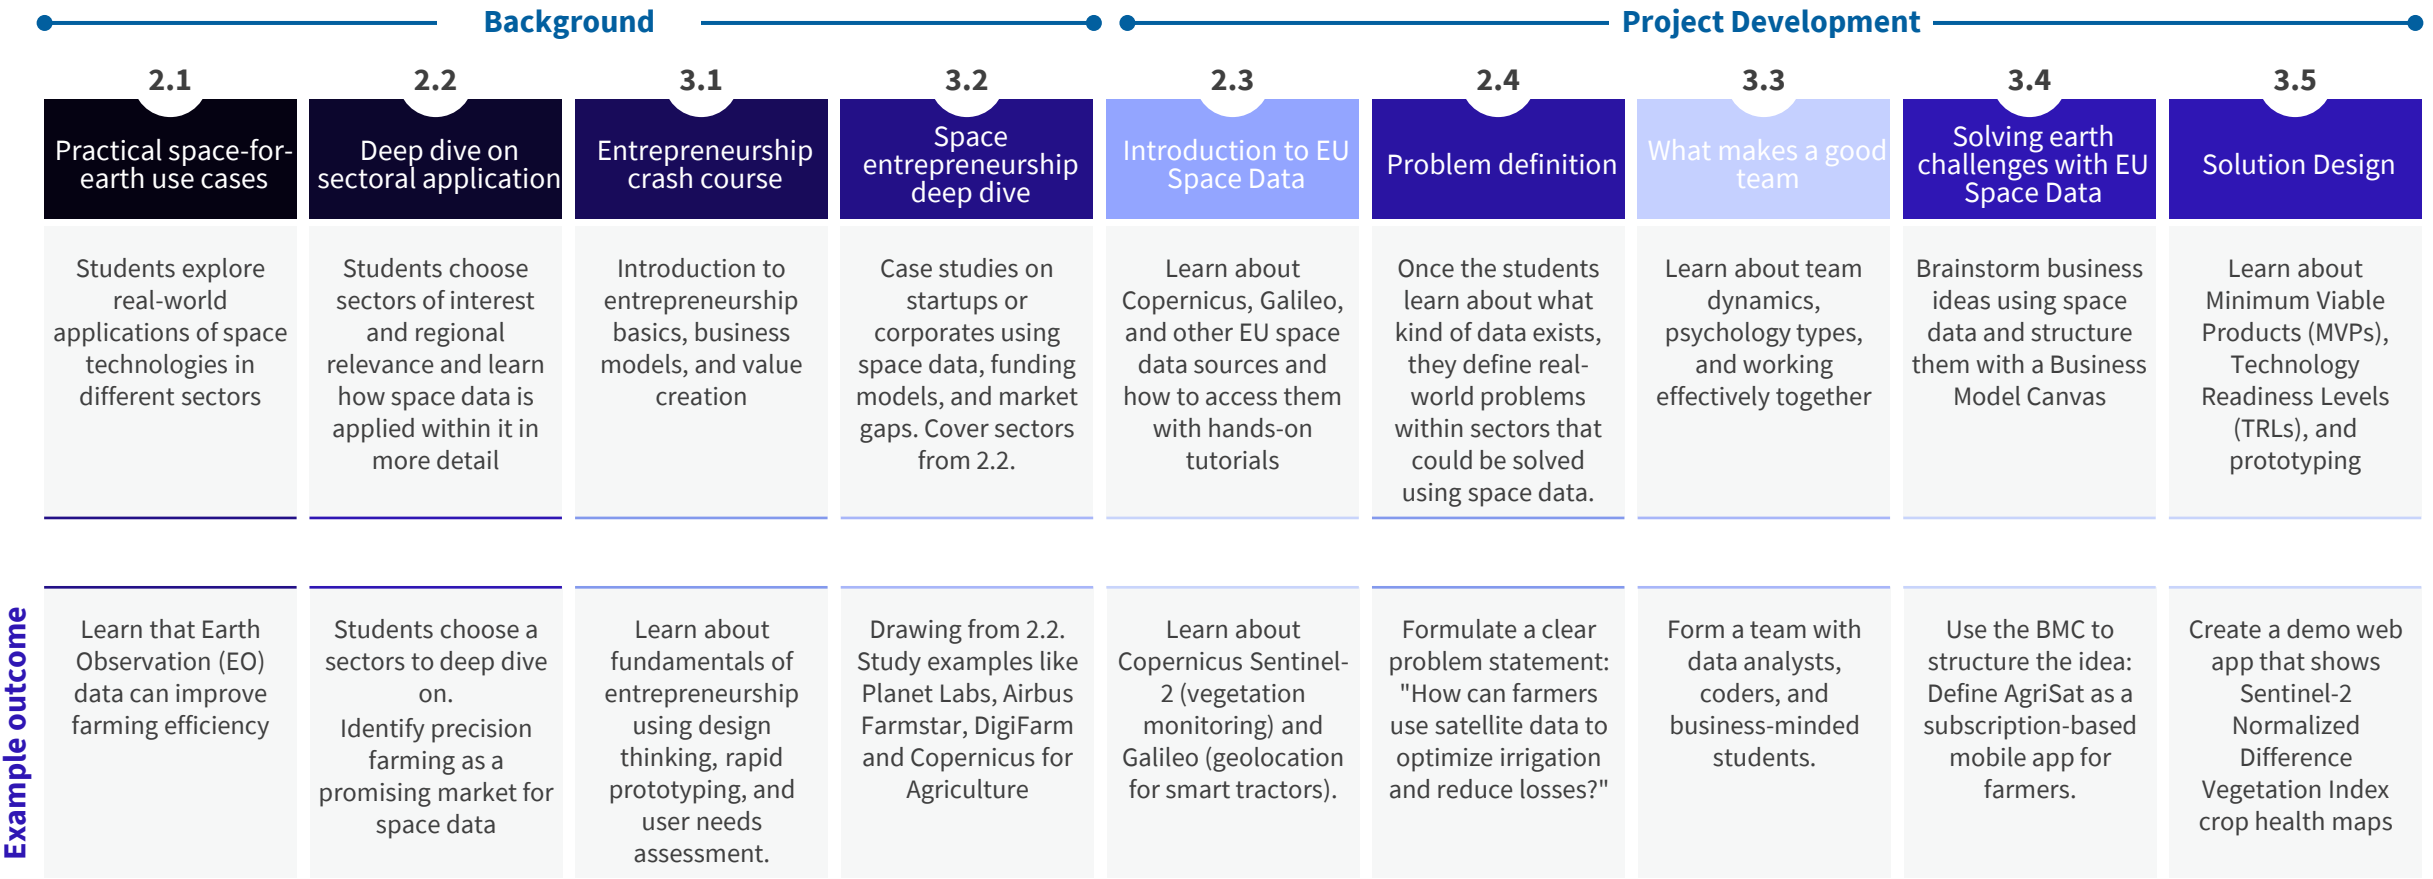 Background
Project Development
2.1
2.2
3.1
3.2
2.3
2.4
3.3
3.4
3.5
Practical space-for-
earth use cases
Deep dive on
sectoral application
Entrepreneurship
crash course
Space
entrepreneurship
deep dive
Introduction to EU
Space Data
Problem definition
What makes a good
team
Solving earth
challenges with EU
Space Data
Solution Design
Students explore
real-world
applications of space
technologies in
different sectors
Students choose
sectors of interest
and regional
relevance and learn
how space data is
applied within it in
more detail
Introduction to
entrepreneurship
basics, business
models, and value
creation
Case studies on
startups or
corporates using
space data, funding
models, and market
gaps. Cover sectors
from 2.2.
Learn about
Copernicus, Galileo,
and other EU space
data sources and
how to access them
with hands-on
tutorials
Once the students
learn about what
kind of data exists,
they define real-
world problems
within sectors that
could be solved
using space data.
Learn about team
dynamics,
psychology types,
and working
effectively together
Brainstorm business
ideas using space
data and structure
them with a Business
Model Canvas
Learn about
Minimum Viable
Products (MVPs),
Technology
Readiness Levels
(TRLs), and
prototyping
Example outcome
Learn that Earth
Observation (EO)
data can improve
farming efficiency
Students choose a
sectors to deep dive
on.
Identify precision
farming as a
promising market for
space data
Learn about
fundamentals of
entrepreneurship
using design
thinking, rapid
prototyping, and
user needs
assessment.
Drawing from 2.2.
Study examples like
Planet Labs, Airbus
Farmstar, DigiFarm
and Copernicus for
Agriculture
Learn about
Copernicus Sentinel-
2 (vegetation
monitoring) and
Galileo (geolocation
for smart tractors).
Formulate a clear
problem statement:
"How can farmers
use satellite data to
optimize irrigation
and reduce losses?"
Form a team with
data analysts,
coders, and
business-minded
students.
Use the BMC to
structure the idea:
Define AgriSat as a
subscription-based
mobile app for
farmers.
Create a demo web
app that shows
Sentinel-2
Normalized
Difference
Vegetation Index
crop health maps